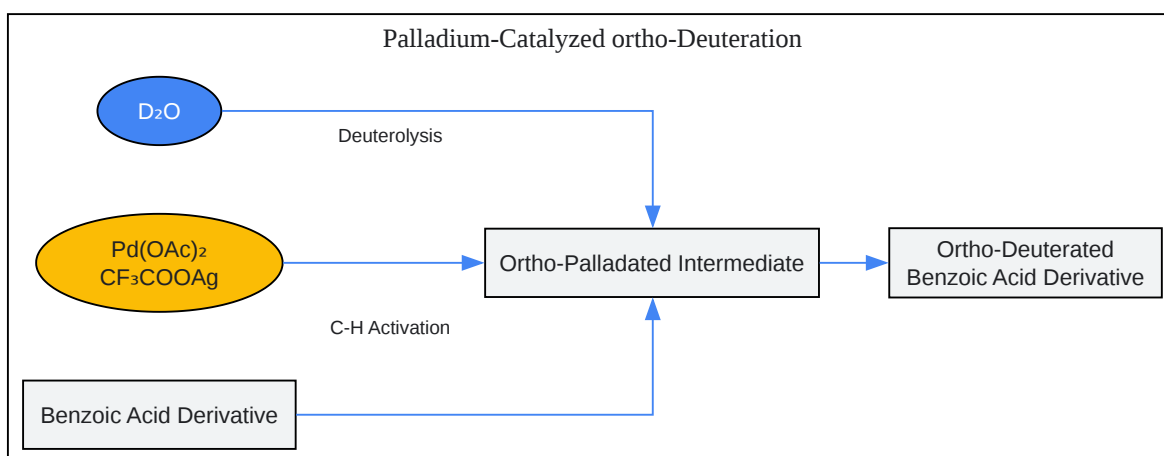 Palladium-Catalyzed ortho-Deuteration
D₂O
Deuterolysis
Pd(OAc)₂
CF₃COOAg
Ortho-Palladated Intermediate
Ortho-Deuterated
Benzoic Acid Derivative
C-H Activation
Benzoic Acid Derivative